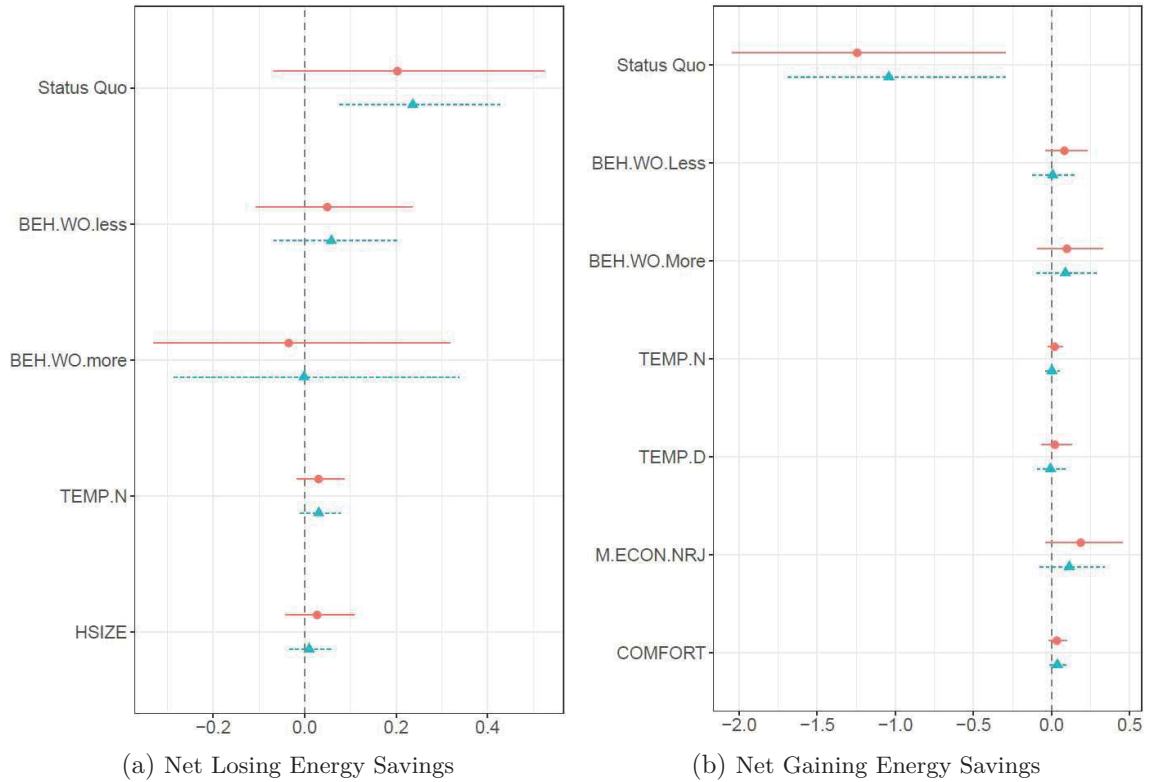 Status Quo
BEH.WO.less
BEH.WO.more
TEMP.N
HSIZE
−0.2 0.0 0.2 0.4
(a) Net Losing Energy Savings
Status Quo
BEH.WO.Less
BEH.WO.More
TEMP.N
TEMP.D
M.ECON.NRJ
COMFORT
−2.0 −1.5 −1.0 −0.5 0.0 0.5
(b) Net Gaining Energy Savings